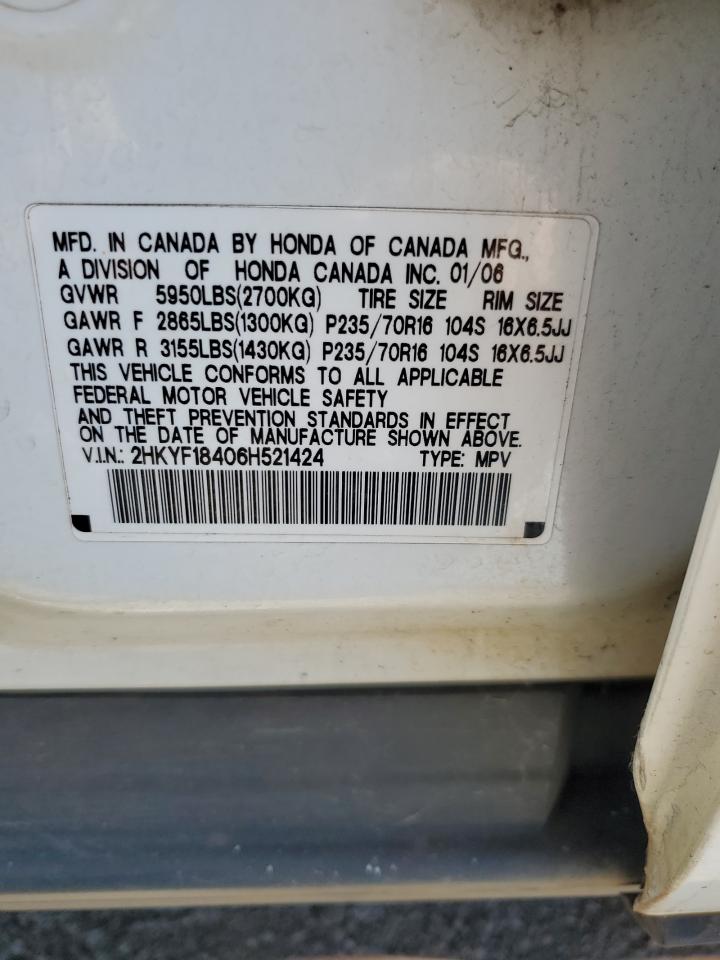 MFD. IN CANADA BY HONDA OF CANADA MFG.,
A DIVISION OF HONDA CANADA INC. 01/06
GVWR 5950LBS(2700KG) TIRE SIZE RIM SIZE
GAWR F 2865LBS(1300KG) P235/70R16 104S 16X6.5JJ
GAWR R 3155LBS(1430KG) P235/70R16 104S 16X6.5JJ
THIS VEHICLE CONFORMS TO ALL APPLICABLE
FEDERAL MOTOR VEHICLE SAFETY
AND THEFT PREVENTION STANDARDS IN EFFECT
ON THE DATE OF MANUFACTURE SHOWN ABOVE.
V.I.N.: 2HKYF18406H521424 TYPE: MPV